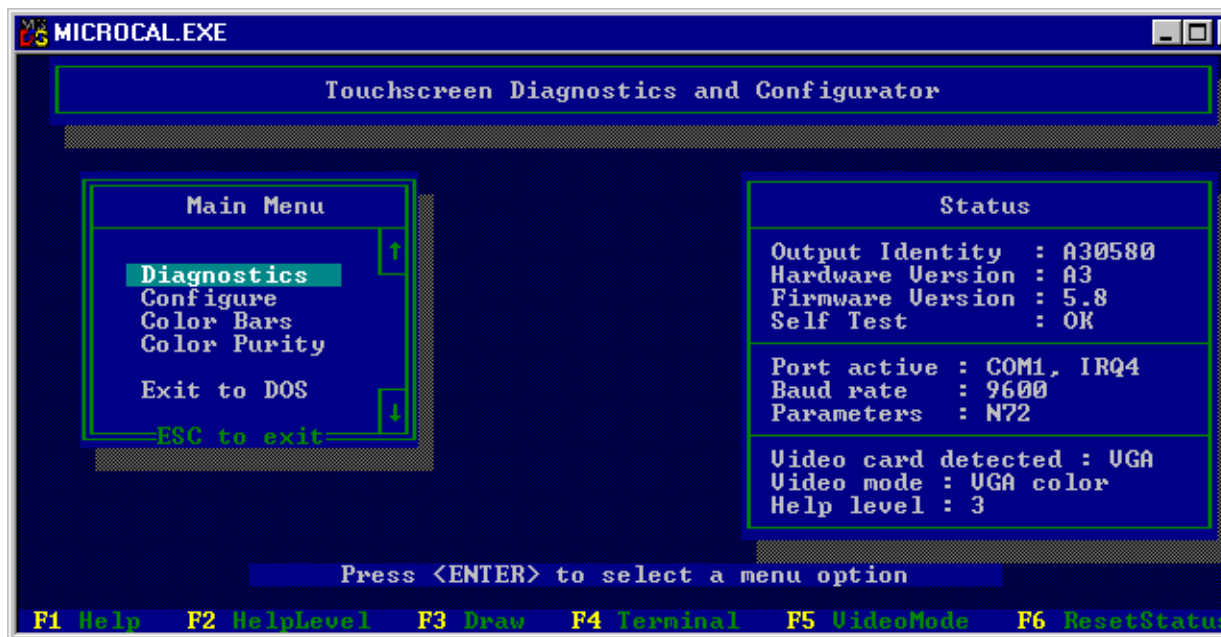 MICROCAL.EXE
Touchscreen Diagnostics and Configurator
Main Menu
Diagnostics
Configure
Color Bars
Color Purity
Exit to DOS
ESC to exit
Status
Output Identity : A30580
Hardware Version : A3
Firmware Version : 5.8
Self Test : OK
Port active : COM1, IRQ4
Baud rate : 9600
Parameters : N72
Video card detected : VGA
Video mode : VGA color
Help level : 3
Press <ENTER> to select a menu option
F1 Help F2 HelpLevel F3 Draw F4 Terminal F5 VideoMode F6 ResetStatu